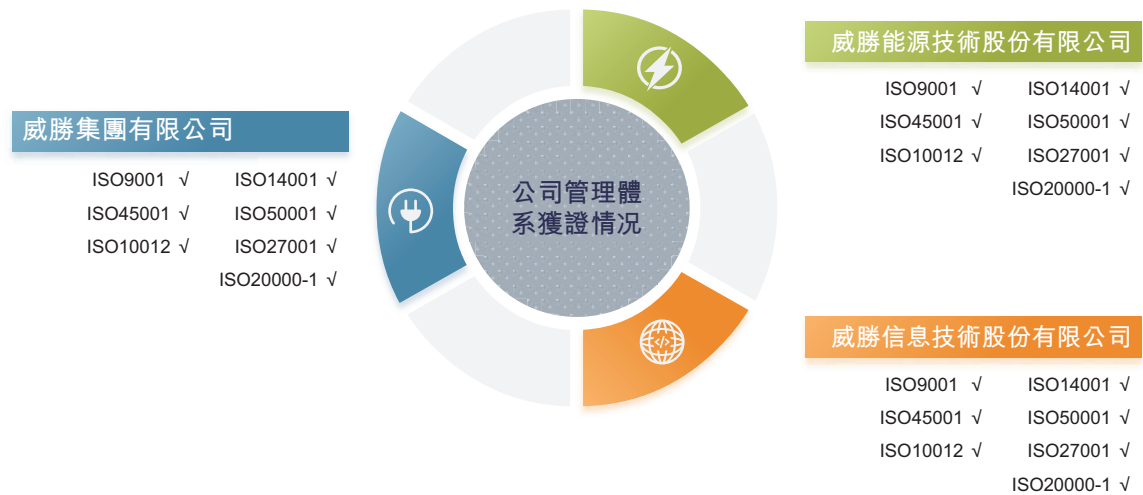 公司管理體
系獲證情况
威勝集團有限公司
ISO9001 √ ISO14001 √
ISO45001 √ ISO50001 √
ISO10012 √ ISO27001 √
ISO20000-1 √
威勝能源技術股份有限公司
ISO9001 √ ISO14001 √
ISO45001 √ ISO50001 √
ISO10012 √ ISO27001 √
ISO20000-1 √
威勝信息技術股份有限公司
ISO9001 √ ISO14001 √
ISO45001 √ ISO50001 √
ISO10012 √ ISO27001 √
ISO20000-1 √